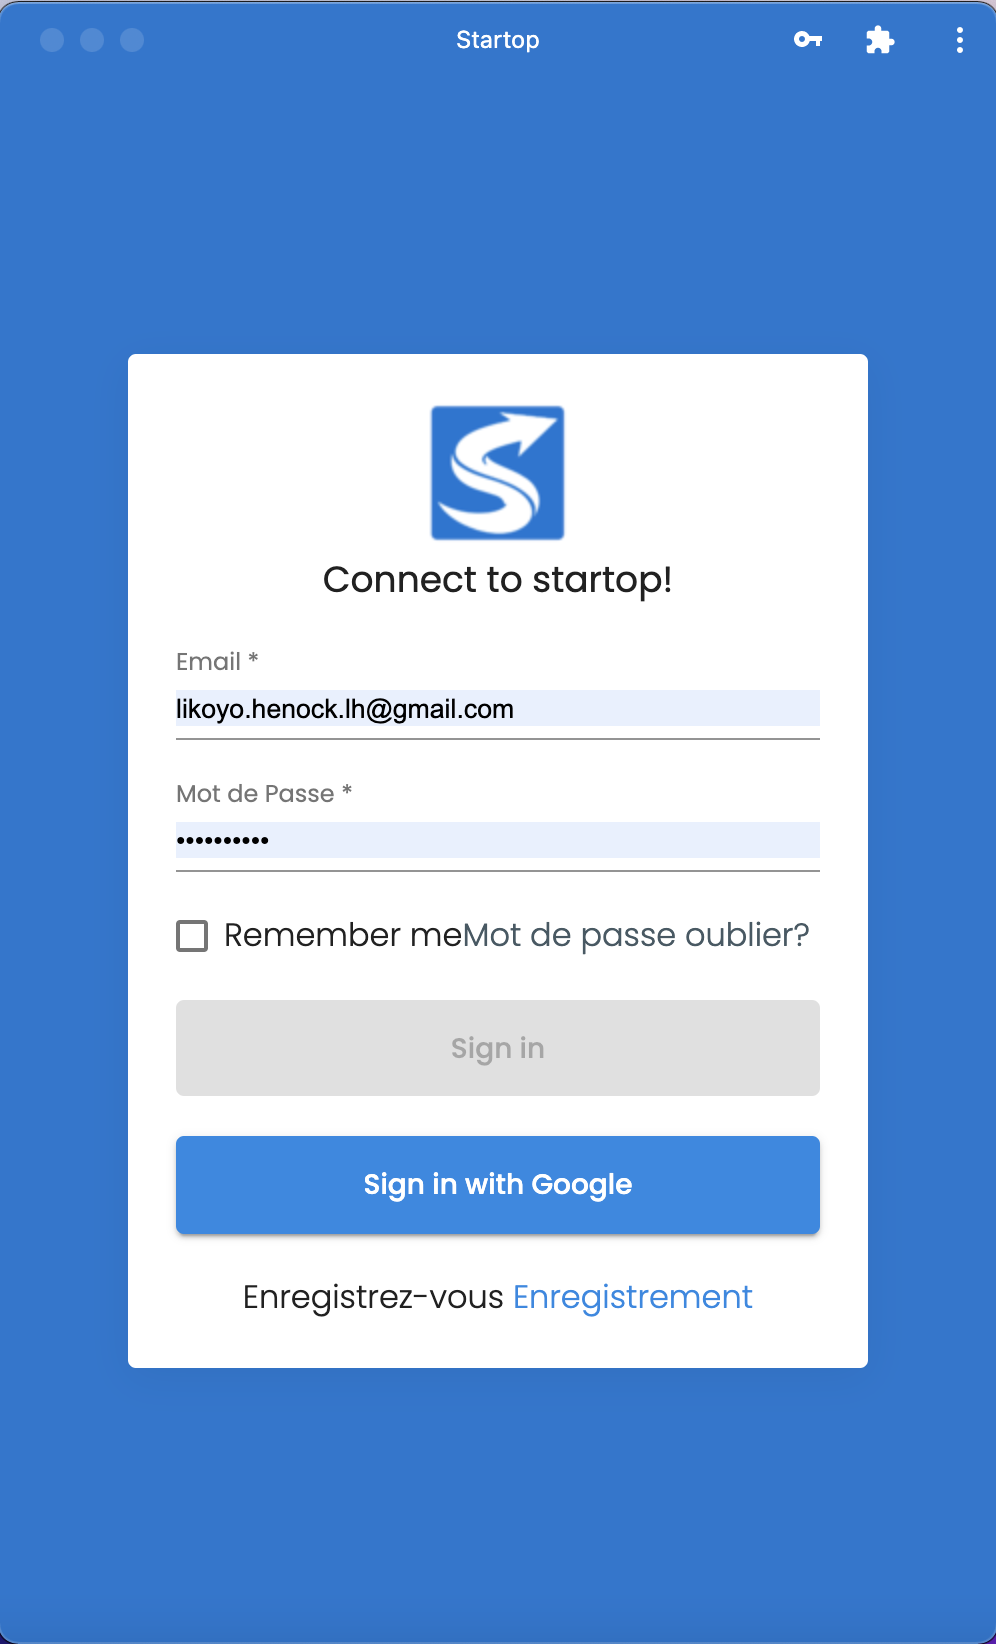 Startop
Connect to startop!
Email *
likoyo.henock.lh@gmail.com
Mot de Passe *
••••••••••
Remember meMot de passe oublier?
Sign in
Sign in with Google
Enregistrez-vous Enregistrement